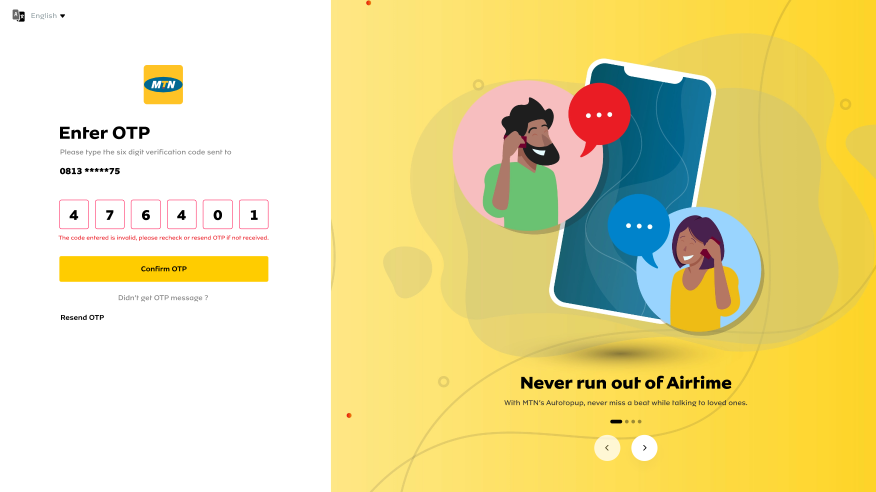 English
MTN
Enter OTP
Please type the six digit verification code sent to
0813 *****75
4 7 6 4 0 1
The code entered is invalid, please recheck or resend OTP if not received.
Confirm OTP
Didn't get OTP message ?
Resend OTP
Never run out of Airtime
With MTN's Autotopup, never miss a beat while talking to loved ones.